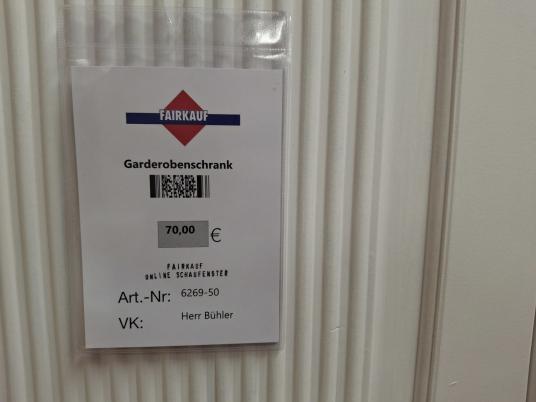 FAIRKAUF
Garderobenschrank
70,00 €
FAIRKAUF
ONLINE SCHAUFENSTER
Art.-Nr: 6269-50
VK: Herr Bühler